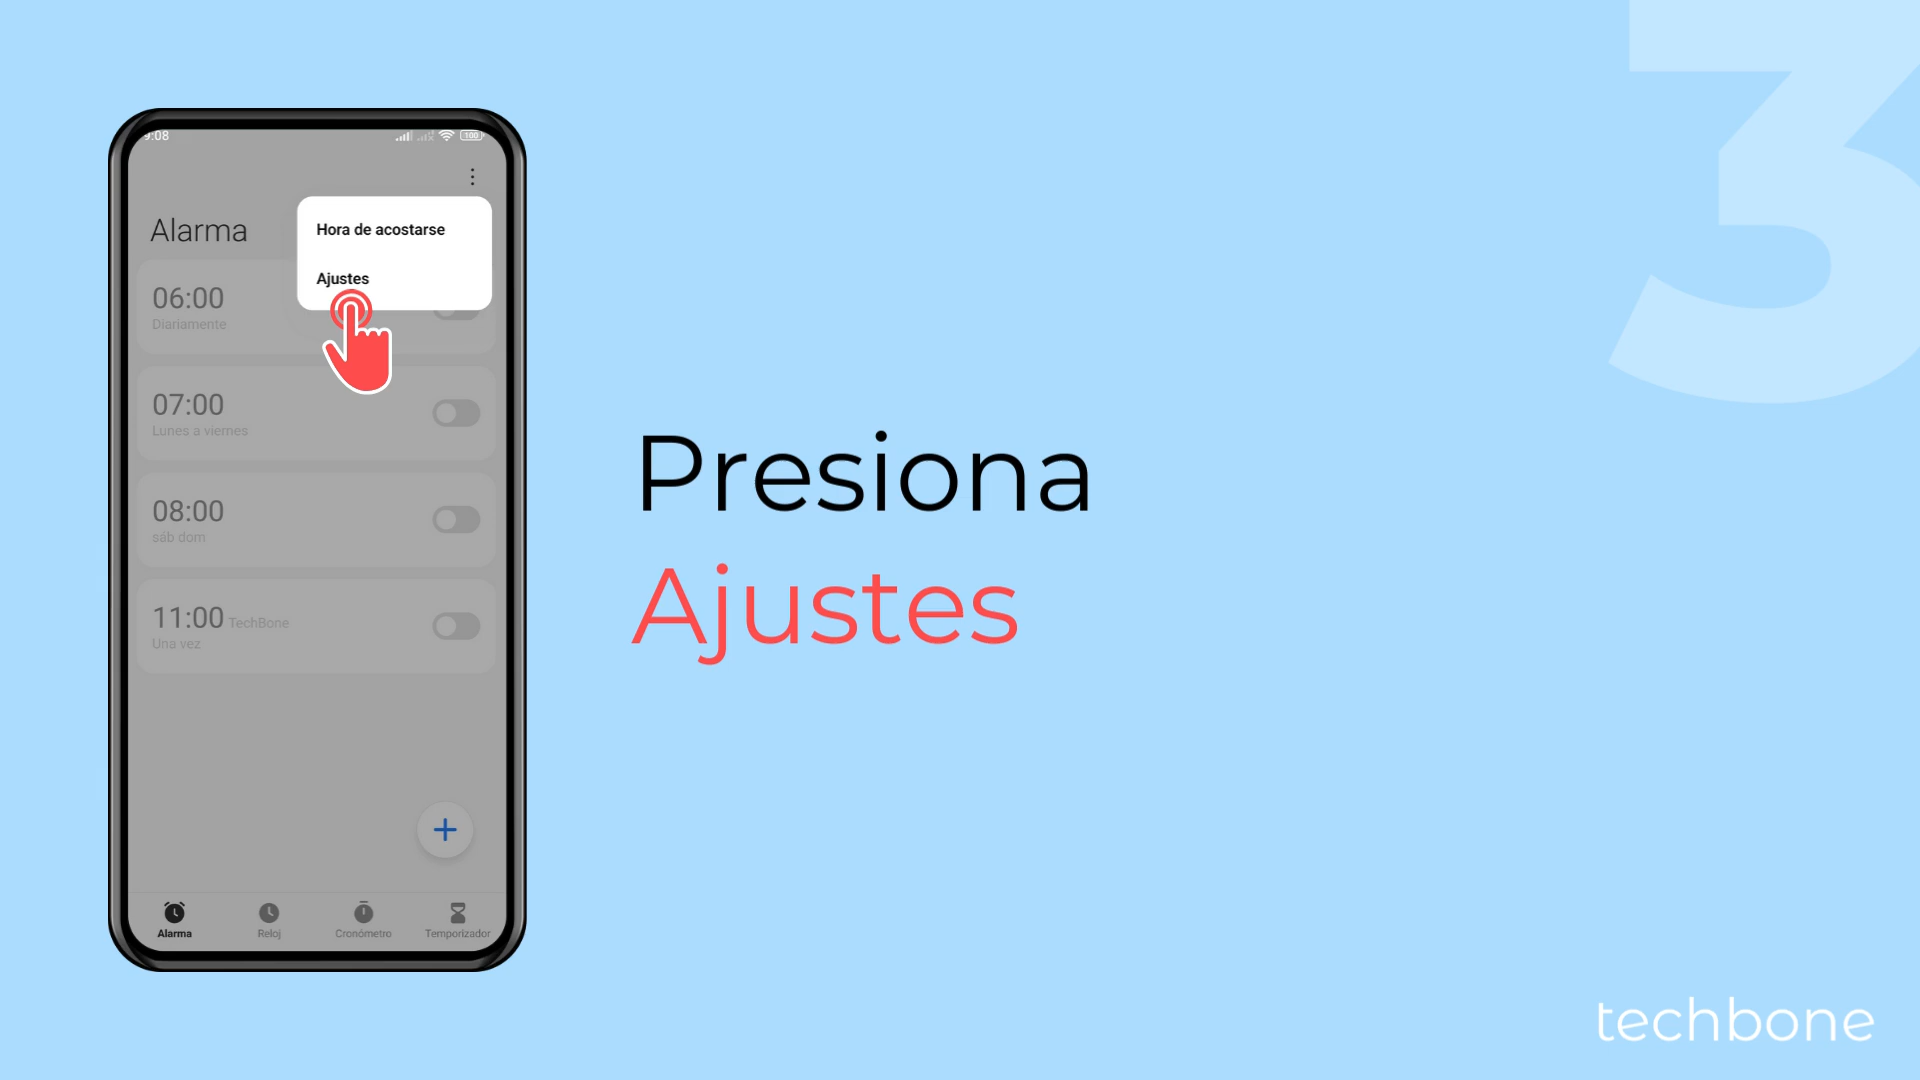 3
9:08
100
Alarma
Hora de acostarse
Ajustes
06:00
Diariamente
07:00
Lunes a viernes
08:00
sáb dom
11:00 TechBone
Una vez
Alarma
Reloj
Cronómetro
Temporizador
Presiona
Ajustes
techbone